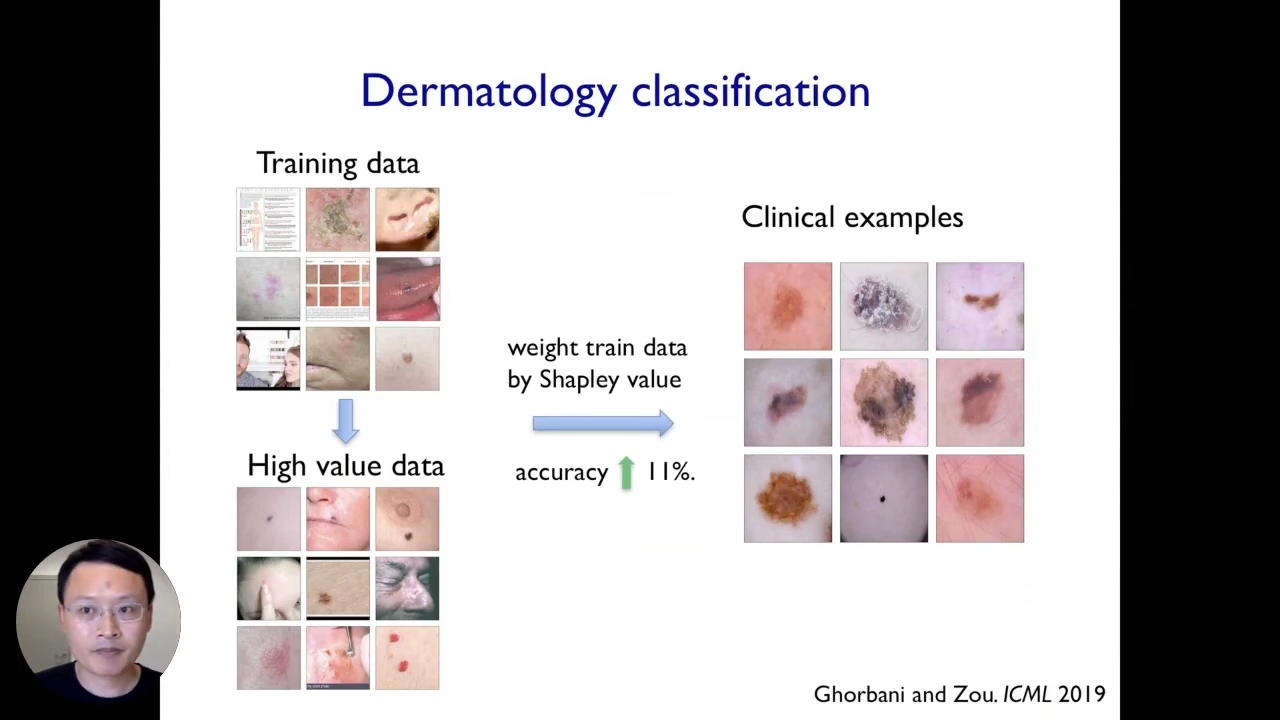 Dermatology classification
Training data
Clinical examples
weight train data
by Shapley value
accuracy 11%.
High value data
Ghorbani and Zou. ICML 2019